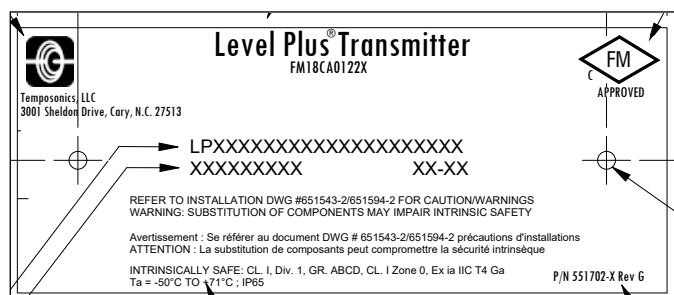 Level Plus® Transmitter
FM18CA0122X
FM
C
APPROVED
Temposonics, LLC
3001 Sheldon Drive, Cary, N.C. 27513
LPXXXXXXXXXXXXXXXXXXXX
XXXXXXXXX XX-XX
REFER TO INSTALLATION DWG #651543-2/651594-2 FOR CAUTION/WARNINGS
WARNING: SUBSTITUTION OF COMPONENTS MAY IMPAIR INTRINSIC SAFETY
Avertissement : Se référer au document DWG # 651543-2/651594-2 précautions d'installations
ATTENTION : La substitution de composants peut compromettre la sécurité intrinsèque
INTRINSICALLY SAFE: CL. I, Div. 1, GR. ABCD, CL. I Zone 0, Ex ia IIC T4 Ga
Ta = -50°C TO +71°C ; IP65
P/N 551702-X Rev G